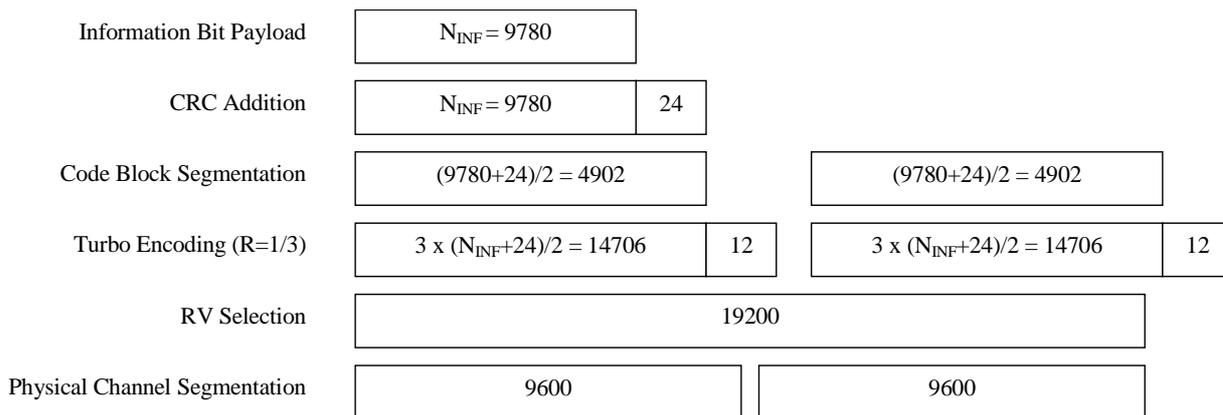 Information Bit Payload N_INF = 9780
CRC Addition N_INF = 9780 24
Code Block Segmentation (9780+24)/2 = 4902 (9780+24)/2 = 4902
Turbo Encoding (R=1/3) 3 x (N_INF+24)/2 = 14706 12 3 x (N_INF+24)/2 = 14706 12
RV Selection 19200
Physical Channel Segmentation 9600 9600